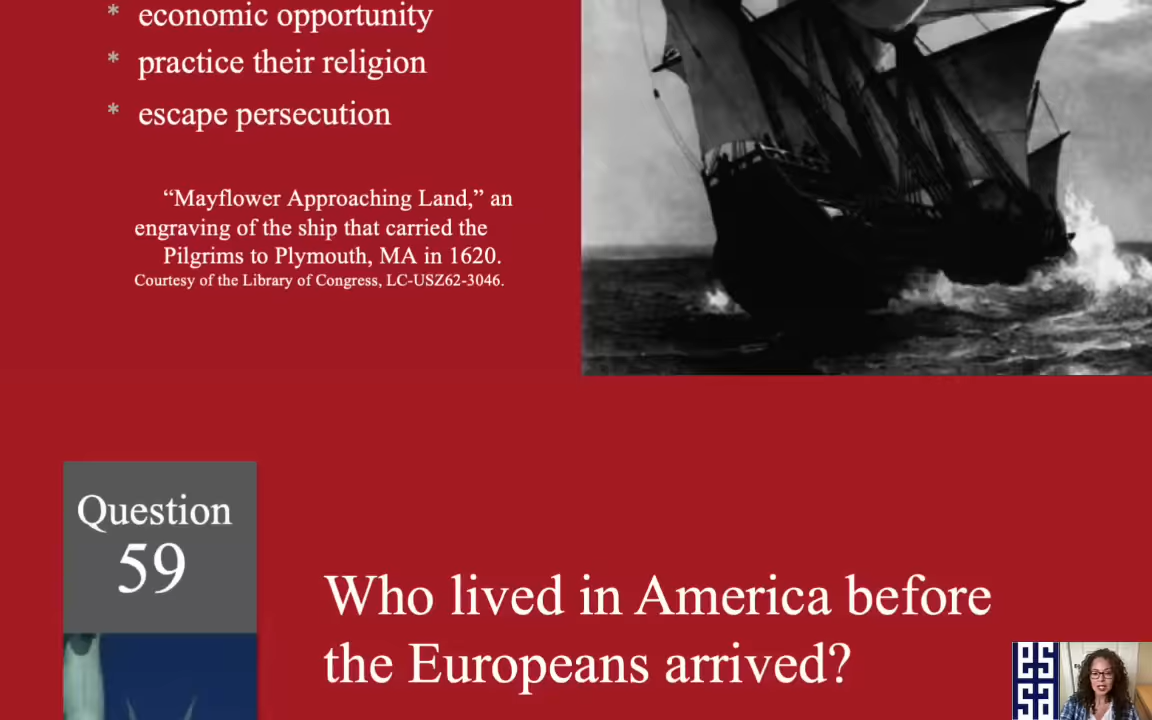 * economic opportunity
* practice their religion
* escape persecution
“Mayflower Approaching Land,” an
engraving of the ship that carried the
Pilgrims to Plymouth, MA in 1620.
Courtesy of the Library of Congress, LC-USZ62-3046.
Question
59
Who lived in America before
the Europeans arrived?